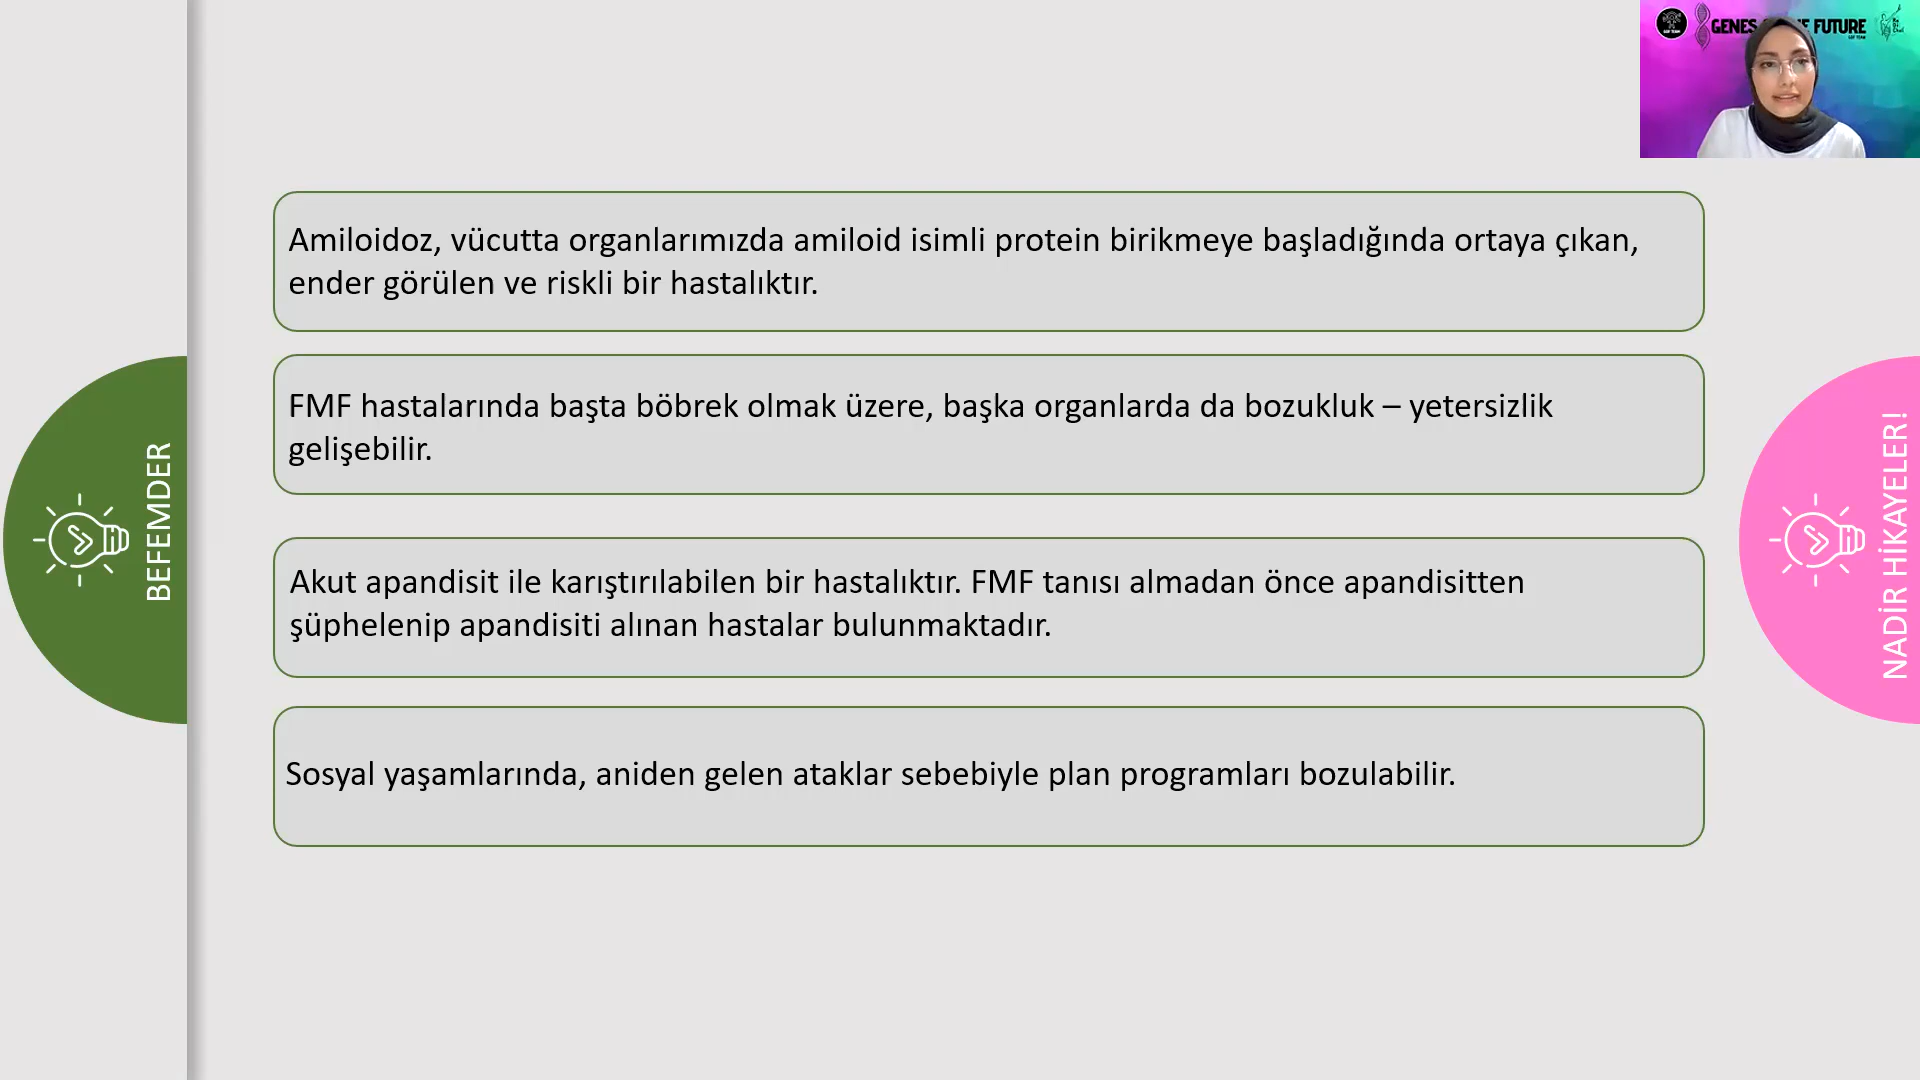 GENES
FUTURE
GOF TEAM
Amiloidoz, vücutta organlarımızda amiloid isimli protein birikmeye başladığında ortaya çıkan,
ender görülen ve riskli bir hastalıktır.
FMF hastalarında başta böbrek olmak üzere, başka organlarda da bozukluk – yetersizlik
gelişebilir.
Akut apandisit ile karıştırılabilen bir hastalıktır. FMF tanısı almadan önce apandisitten
şüphelenip apandisiti alınan hastalar bulunmaktadır.
Sosyal yaşamlarında, aniden gelen ataklar sebebiyle plan programları bozulabilir.
BEFEMDER
NADİR HİKAYELER!